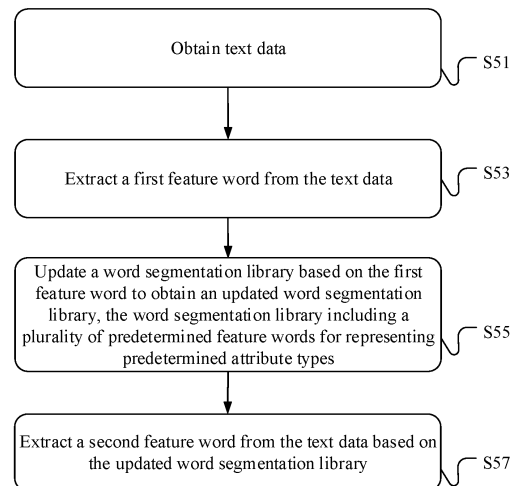 Obtain text data
S51
Extract a first feature word from the text data
S53
Update a word segmentation library based on the first
feature word to obtain an updated word segmentation
library, the word segmentation library including a
plurality of predetermined feature words for representing
predetermined attribute types
S55
Extract a second feature word from the text data based on
the updated word segmentation library
S57